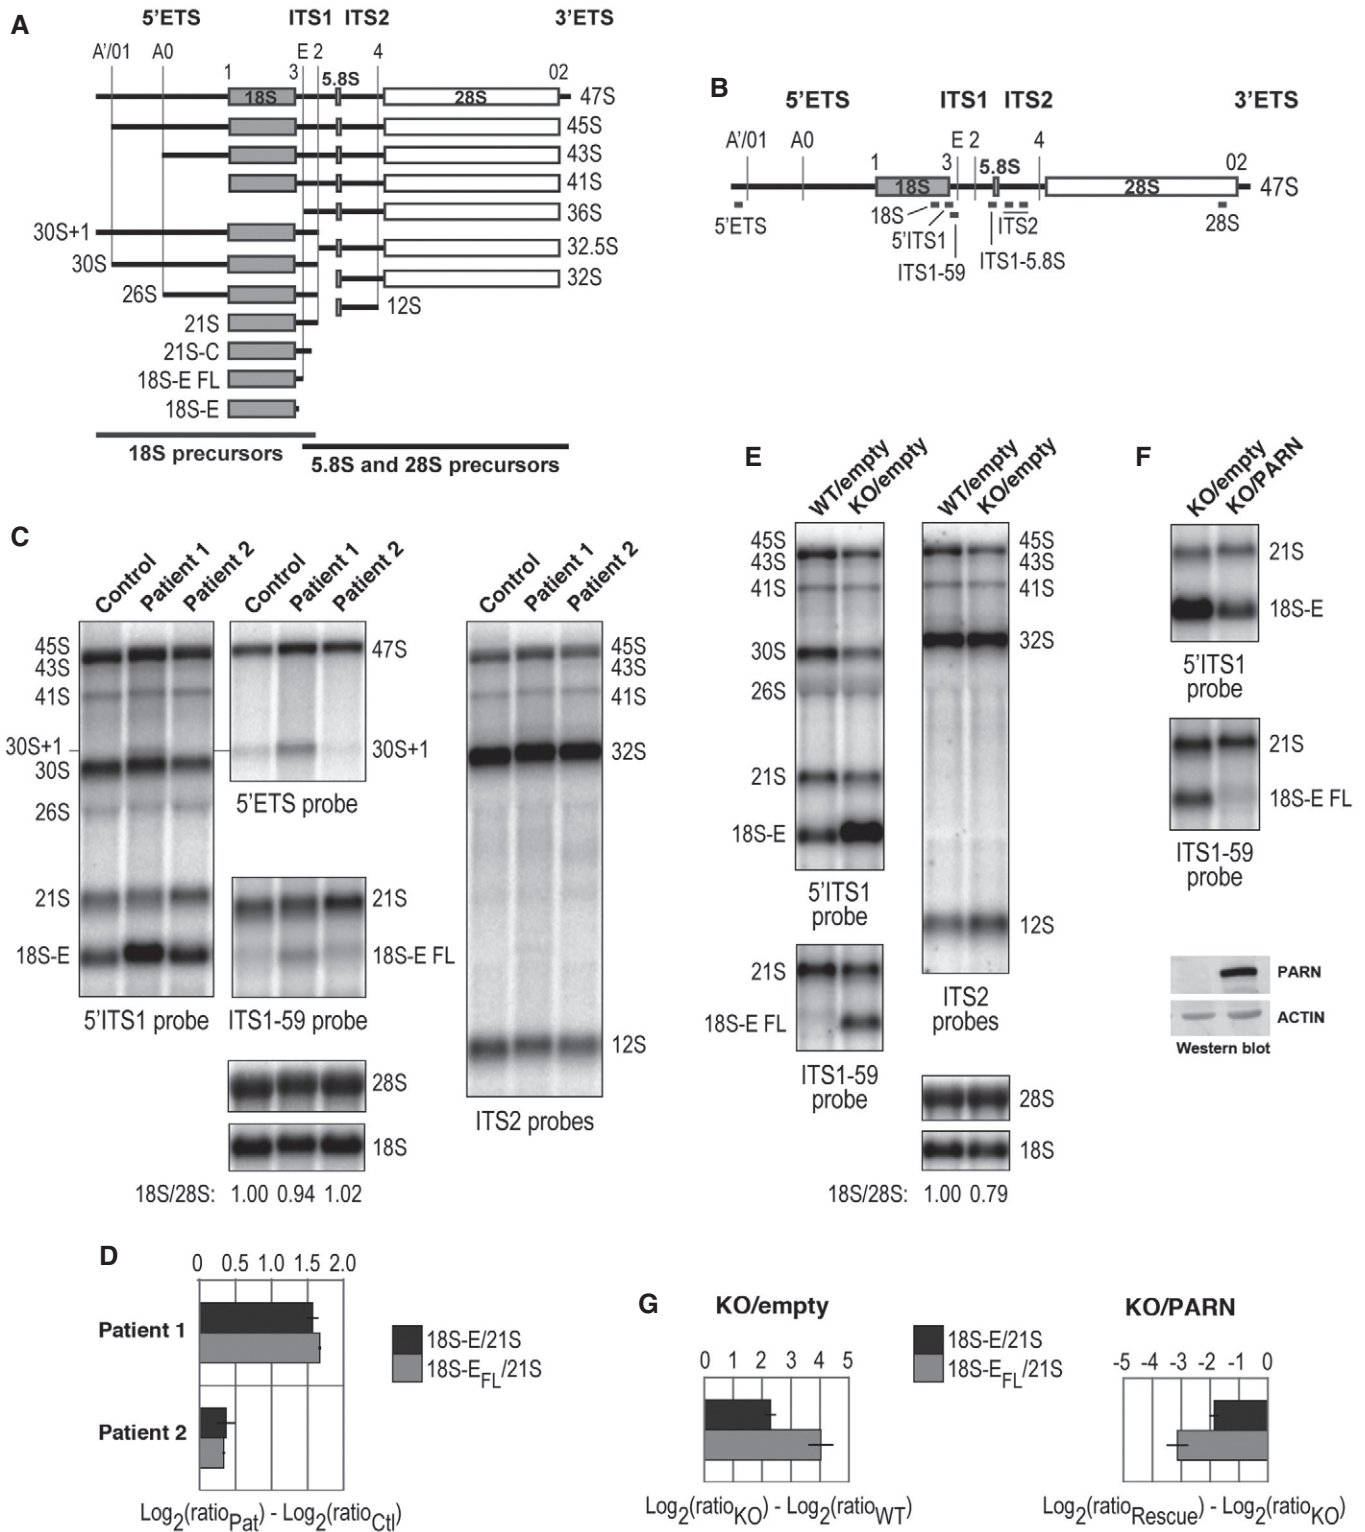 A
5'ETS ITS1 ITS2 3'ETS
A'/01 A0 E 2 4
1 3 5.8S 02
18S 28S 47S
45S
43S
41S
36S
30S+1
32.5S
30S
32S
26S
12S
21S
21S-C
18S-E FL
18S-E
18S precursors
5.8S and 28S precursors
B
5'ETS ITS1 ITS2 3'ETS
A'/01 A0 E 2 4
1 3 5.8S 02
18S 28S 47S
5'ETS 18S ITS2 28S
5'ITS1
ITS1-5.8S
ITS1-59
C
Control Patient 1 Patient 2
45S
43S
41S
30S+1
30S
26S
21S
18S-E
5'ITS1 probe
Control Patient 1 Patient 2
47S
30S+1
5'ETS probe
21S
18S-E FL
ITS1-59 probe
28S
18S
18S/28S: 1.00 0.94 1.02
Control Patient 1 Patient 2
45S
43S
41S
32S
12S
ITS2 probes
D
0 0.5 1.0 1.5 2.0
Patient 1
Patient 2
18S-E/21S
18S-EFL/21S
Log2(ratioPat) - Log2(ratioCtl)
E
WT/empty KO/empty
45S
43S
41S
30S
26S
21S
18S-E
5'ITS1
probe
21S
18S-E FL
ITS1-59
probe
WT/empty KO/empty
45S
43S
41S
32S
12S
ITS2
probes
28S
18S
18S/28S: 1.00 0.79
F
KO/empty KO/PARN
21S
18S-E
5'ITS1
probe
21S
18S-E FL
ITS1-59
probe
PARN
ACTIN
Western blot
G
KO/empty
0 1 2 3 4 5
Log2(ratioKO) - Log2(ratioWT)
18S-E/21S
18S-EFL/21S
KO/PARN
-5 -4 -3 -2 -1 0
Log2(ratioRescue) - Log2(ratioKO)